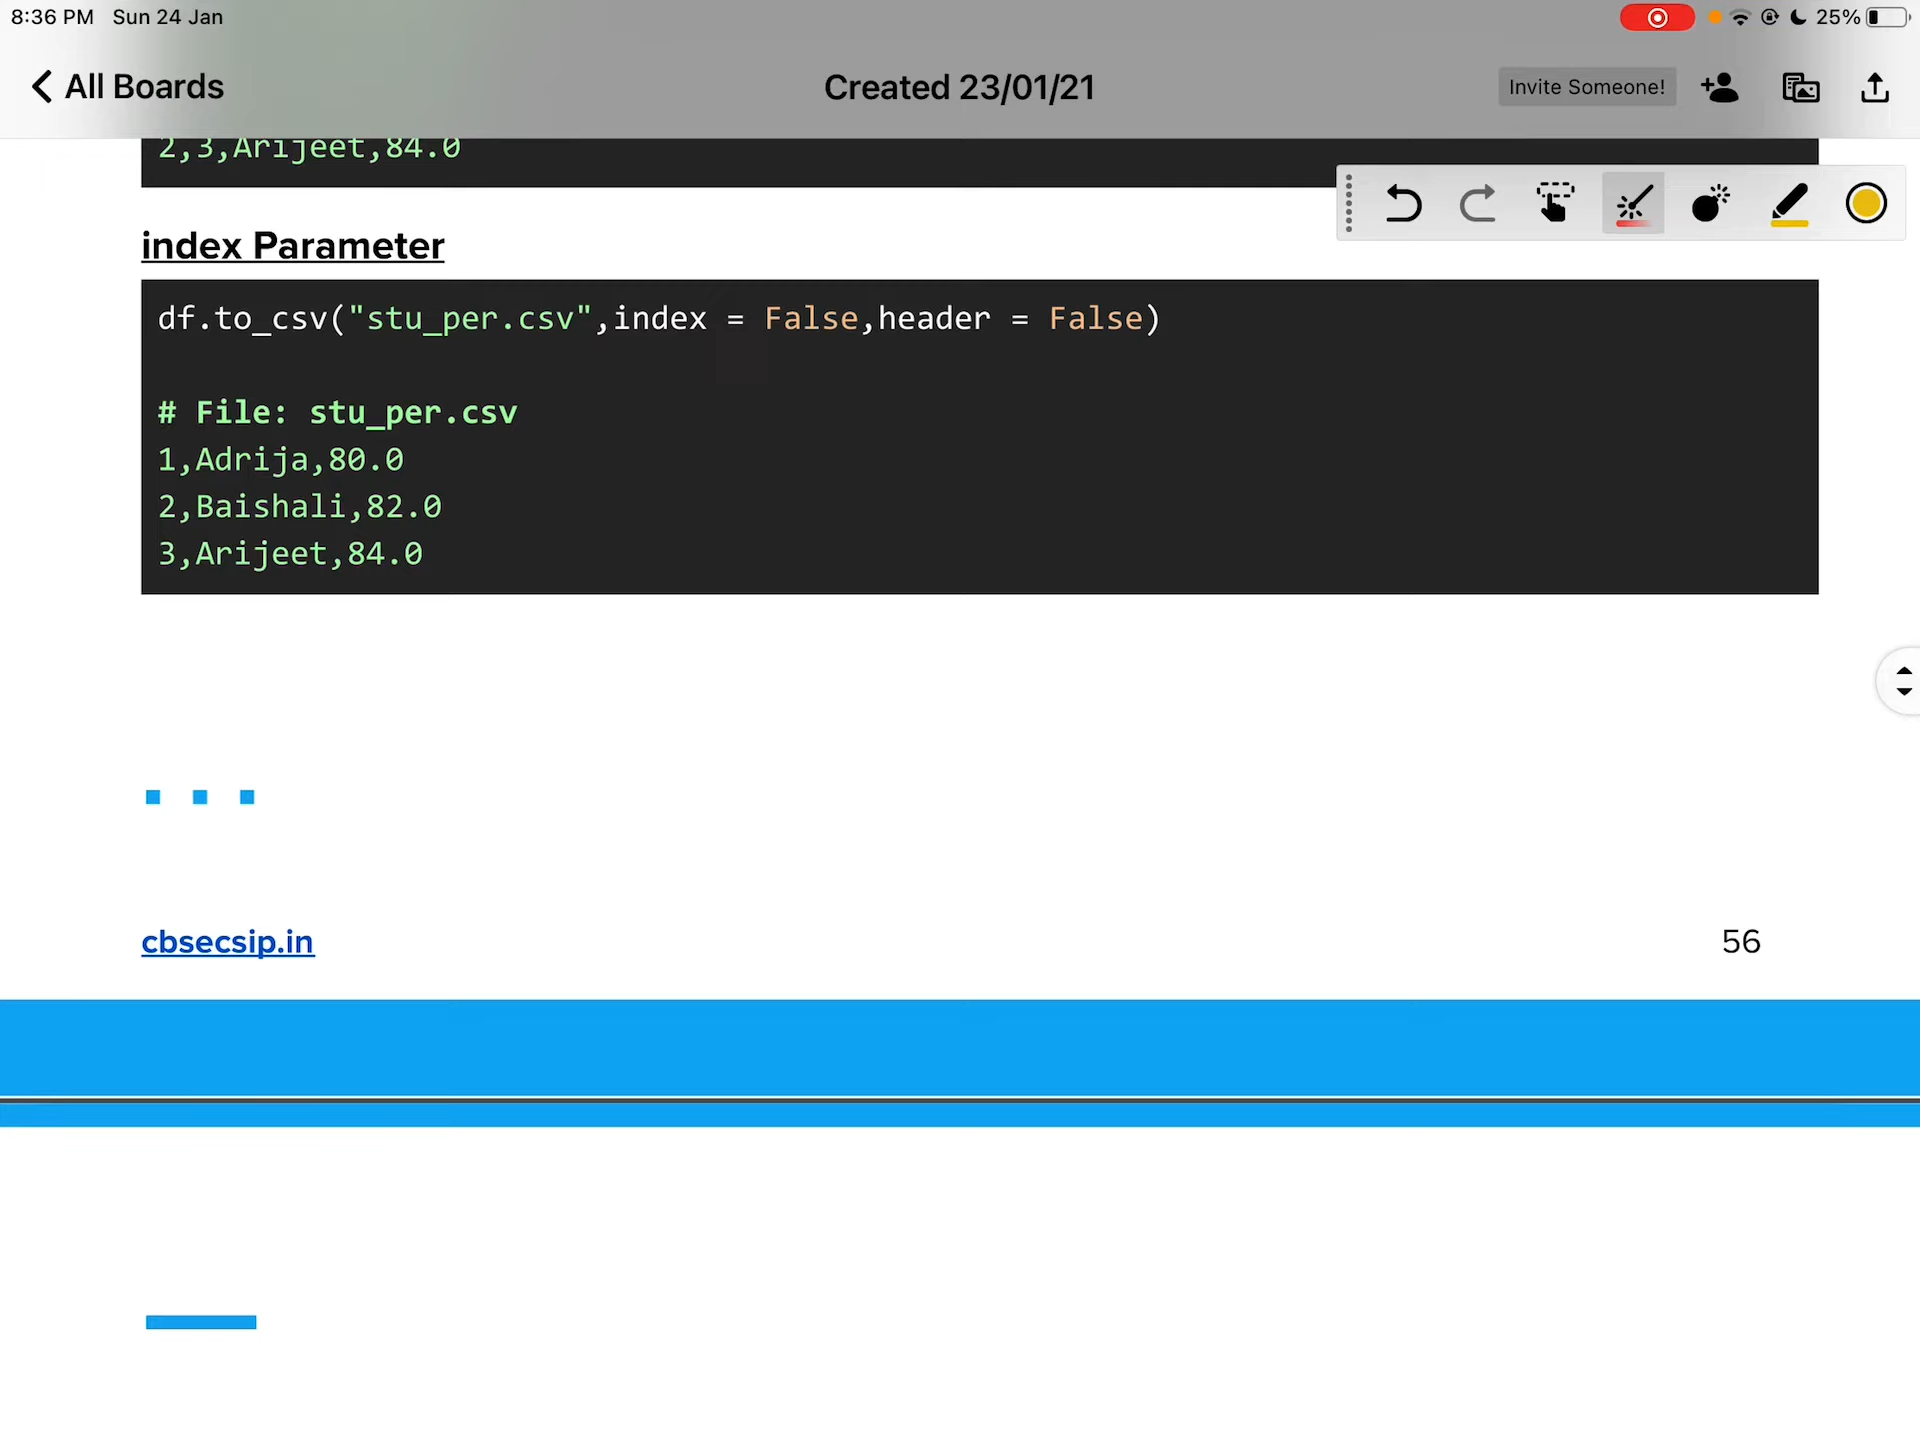 8:36 PM Sun 24 Jan
25%
All Boards
Created 23/01/21
Invite Someone!
2,3,Arijeet,84.0
index Parameter
df.to_csv("stu_per.csv",index = False,header = False)
# File: stu_per.csv
1,Adrija,80.0
2,Baishali,82.0
3,Arijeet,84.0
cbsecsip.in
56